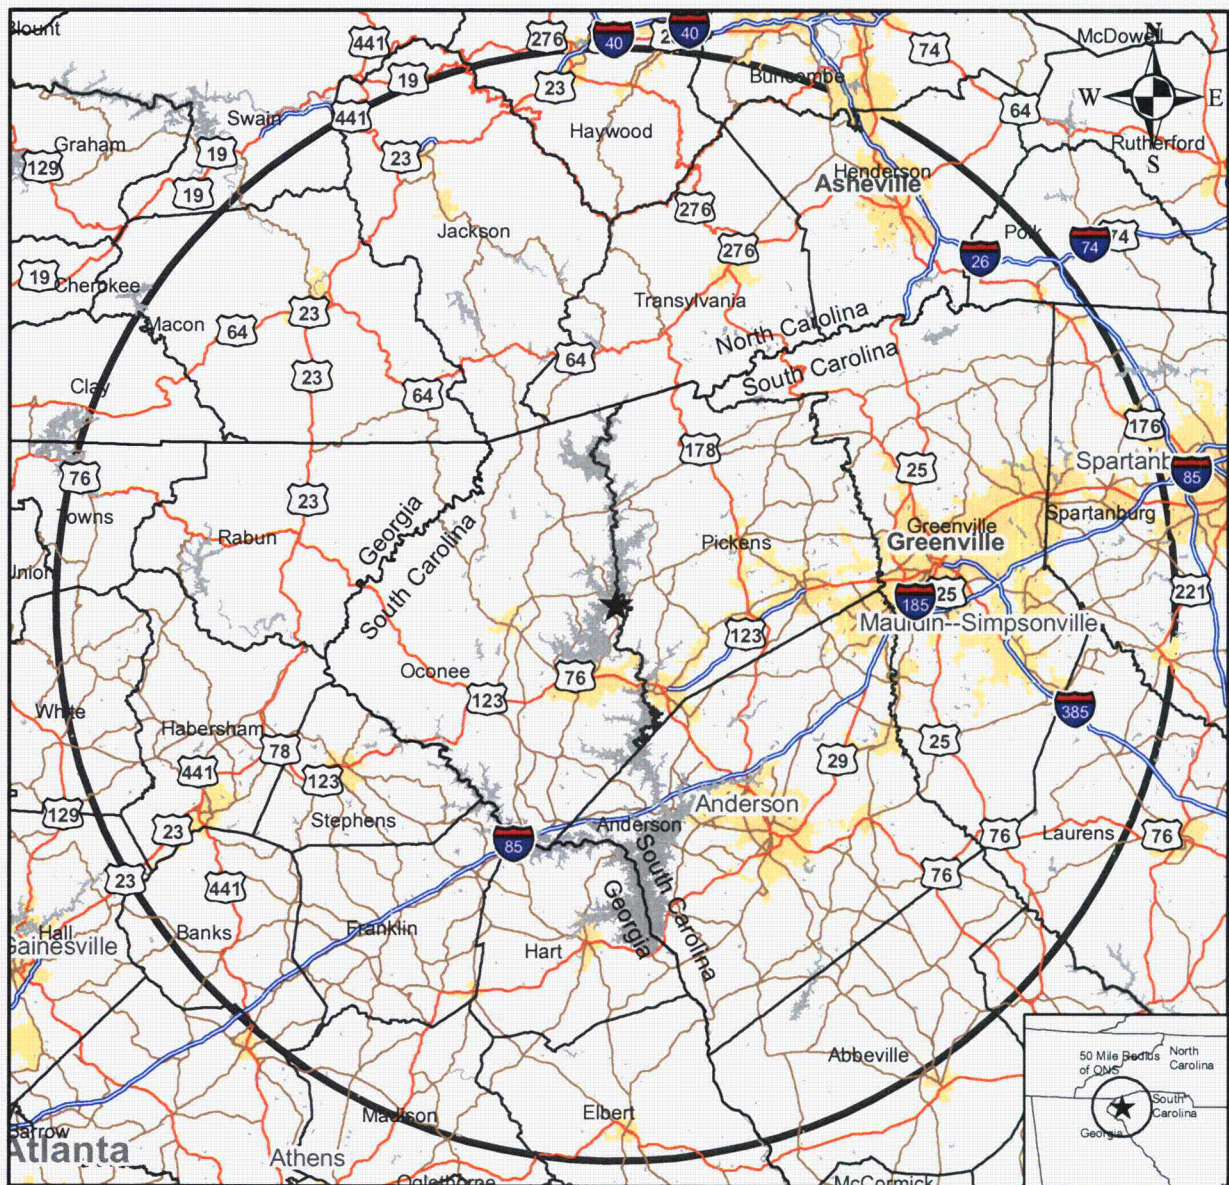 Blount
441
276
40
40
74
McDowell
N
19
23
Buncombe
64
W
E
Swain
441
Haywood
Rutherford
S
Graham
129
19
23
Henderson
Asheville
19
276
Jackson
276
Polk
74
74
26
19
Cherokee
Transylvania
Macon
23
North Carolina
64
64
South Carolina
23
Clay
64
176
178
25
Spartanb
85
76
23
Towns
Georgia
South Carolina
Greenville
Spartanburg
Rabun
Pickens
Greenville
Union
221
185
25
Mauldin--Simpsonville
123
Oconee
76
123
385
White
Habersham
78
25
441
123
29
Anderson
129
Stephens
Anderson
23
76
Laurens
76
85
South Carolina
23
441
76
Georgia
Franklin
Hall
Banks
Gainesville
Hart
50 Mile Radius
of ONS
North
Carolina
Abbeville
South
Carolina
Madison
Elbert
Georgia
Barrow
Atlanta
Athens
Oglethorpe
McCormick